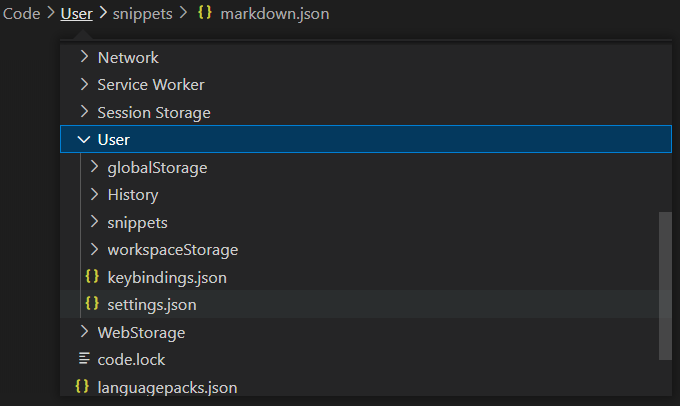 Code > User > snippets > {} markdown.json
Network
Service Worker
Session Storage
User
globalStorage
History
snippets
workspaceStorage
{} keybindings.json
{} settings.json
WebStorage
code.lock
{} languagepacks.json